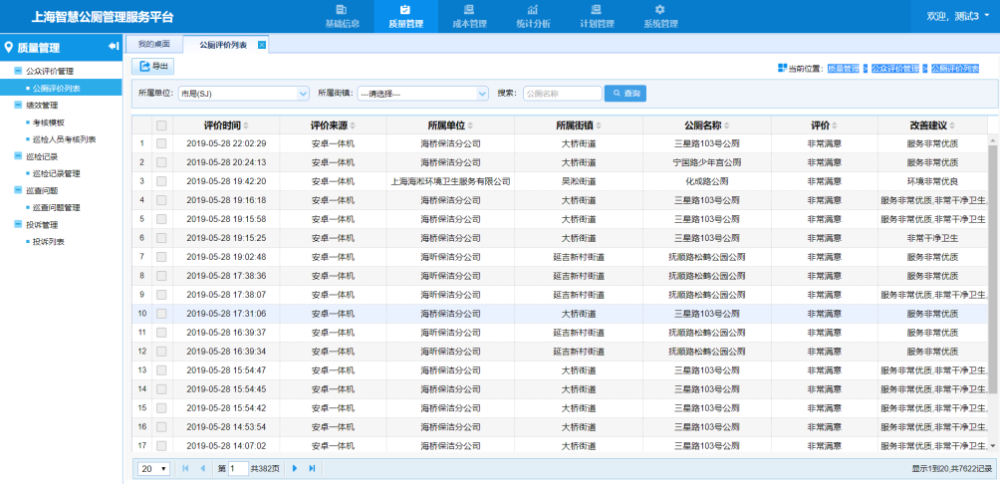 上海智慧公厕管理服务平台
基础信息 质量管理 成本管理 统计分析 计划管理 系统管理
欢迎, 测试3
质量管理
我的桌面 公厕评价列表
公众评价管理
公厕评价列表
绩效管理
考核模板
巡检人员考核列表
巡检记录
巡检记录管理
巡查问题
巡查问题管理
投诉管理
投诉列表
导出
当前位置: 质量管理 > 公众评价管理 > 公厕评价列表
所属单位: 市局(SJ) 所属街镇: ---请选择--- 搜索: 公厕名称 查询
评价时间 评价来源 所属单位 所属街镇 公厕名称 评价 改善建议
1 2019-05-28 22:02:29 安卓一体机 海桥保洁分公司 大桥街道 三星路103号公厕 非常满意 服务非常优质
2 2019-05-28 20:24:13 安卓一体机 海桥保洁分公司 大桥街道 宁国路少年宫公厕 非常满意 服务非常优质
3 2019-05-28 19:42:20 安卓一体机 上海海淞环境卫生服务有限公司 吴淞街道 化成路公厕 非常满意 环境非常优良
4 2019-05-28 19:16:18 安卓一体机 海桥保洁分公司 大桥街道 三星路103号公厕 非常满意 服务非常优质,非常干净卫生,
5 2019-05-28 19:15:58 安卓一体机 海桥保洁分公司 大桥街道 三星路103号公厕 非常满意 服务非常优质,非常干净卫生,
6 2019-05-28 19:15:25 安卓一体机 海桥保洁分公司 大桥街道 三星路103号公厕 非常满意 非常干净卫生
7 2019-05-28 19:02:48 安卓一体机 海昕保洁分公司 延吉新村街道 抚顺路松鹤公园公厕 非常满意 服务非常优质
8 2019-05-28 17:38:36 安卓一体机 海昕保洁分公司 延吉新村街道 抚顺路松鹤公园公厕 非常满意 服务非常优质
9 2019-05-28 17:38:07 安卓一体机 海昕保洁分公司 延吉新村街道 抚顺路松鹤公园公厕 非常满意 服务非常优质,非常干净卫生,
10 2019-05-28 17:31:06 安卓一体机 海桥保洁分公司 大桥街道 三星路103号公厕 非常满意 服务非常优质
11 2019-05-28 16:39:37 安卓一体机 海昕保洁分公司 延吉新村街道 抚顺路松鹤公园公厕 非常满意 服务非常优质
12 2019-05-28 16:39:34 安卓一体机 海昕保洁分公司 延吉新村街道 抚顺路松鹤公园公厕 非常满意 服务非常优质
13 2019-05-28 15:54:47 安卓一体机 海桥保洁分公司 大桥街道 三星路103号公厕 非常满意 服务非常优质,非常干净卫生,
14 2019-05-28 15:54:45 安卓一体机 海桥保洁分公司 大桥街道 三星路103号公厕 非常满意 服务非常优质,非常干净卫生,
15 2019-05-28 15:54:42 安卓一体机 海桥保洁分公司 大桥街道 三星路103号公厕 非常满意 服务非常优质,非常干净卫生,
16 2019-05-28 14:53:54 安卓一体机 海桥保洁分公司 大桥街道 三星路103号公厕 非常满意 服务非常优质,非常干净卫生,
17 2019-05-28 14:07:02 安卓一体机 海桥保洁分公司 大桥街道 三星路103号公厕 非常满意 服务非常优质,非常干净卫生,
20 第 1 共382页 显示1到20,共7622记录